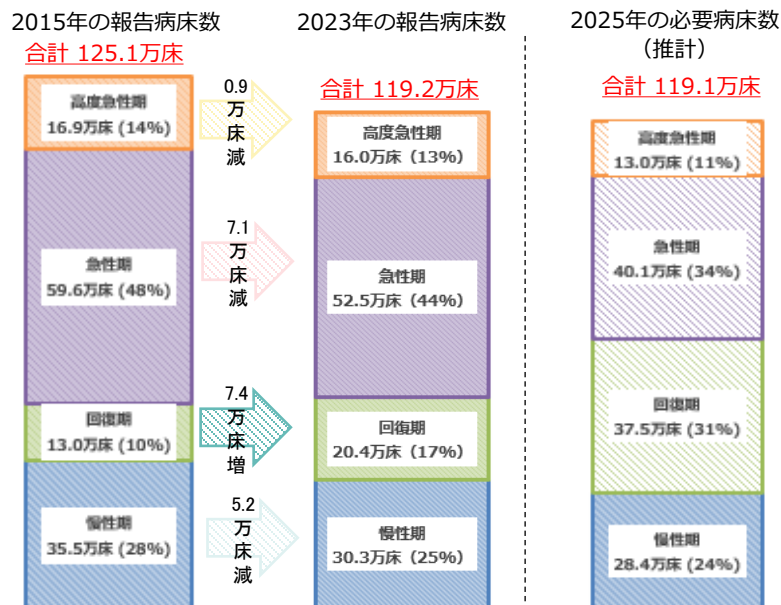 2015年の報告病床数
合計 125.1万床
高度急性期
16.9万床 (14%)
急性期
59.6万床 (48%)
回復期
13.0万床 (10%)
慢性期
35.5万床 (28%)
0.9
万
床
減
7.1
万
床
減
7.4
万
床
増
5.2
万
床
減
2023年の報告病床数
合計 119.2万床
高度急性期
16.0万床（13%）
急性期
52.5万床（44%）
回復期
20.4万床（17%）
慢性期
30.3万床（25%）
2025年の必要病床数
（推計）
合計 119.1万床
高度急性期
13.0万床 (11%)
急性期
40.1万床 (34%)
回復期
37.5万床 (31%)
慢性期
28.4万床 (24%)